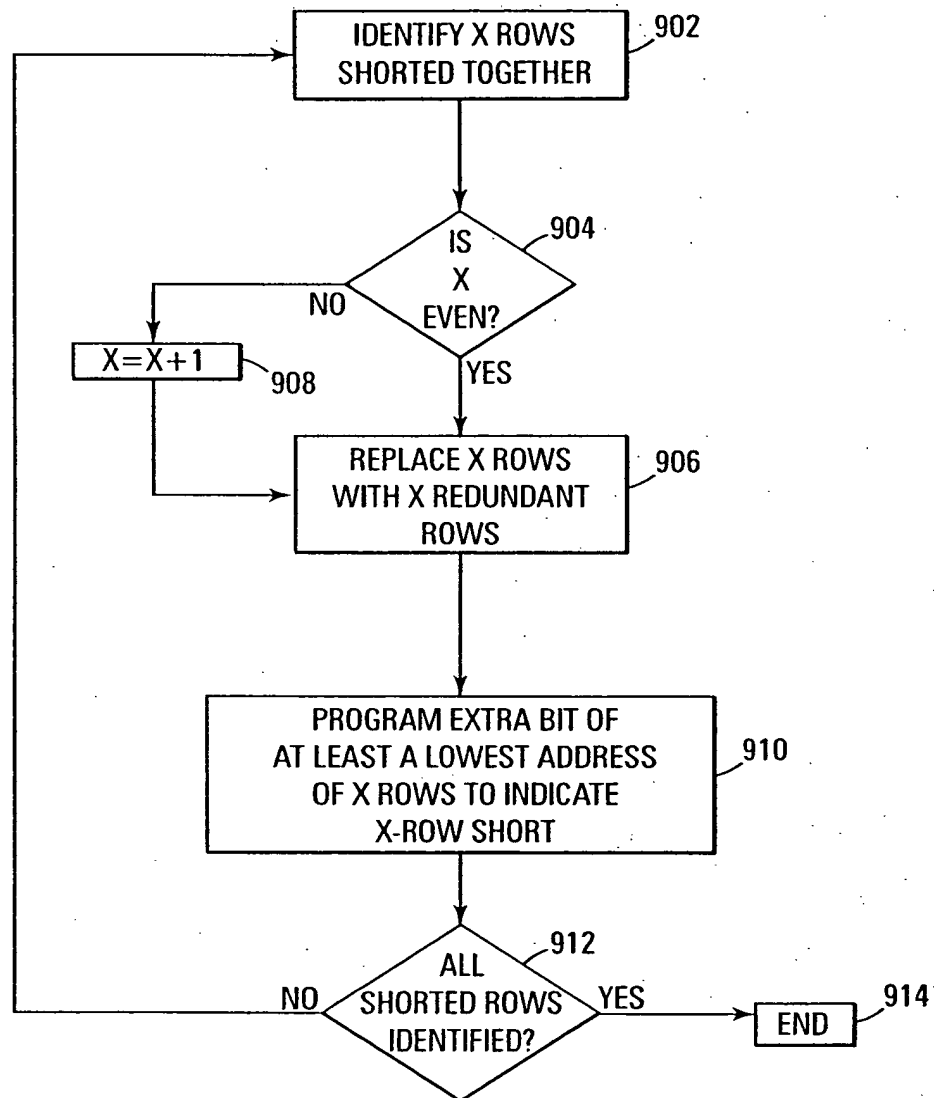 IDENTIFY X ROWS
SHORTED TOGETHER
902
IS
X
EVEN?
904
NO
YES
X=X+1
908
REPLACE X ROWS
WITH X REDUNDANT
ROWS
906
PROGRAM EXTRA BIT OF
AT LEAST A LOWEST ADDRESS
OF X ROWS TO INDICATE
X-ROW SHORT
910
ALL
SHORTED ROWS
IDENTIFIED?
912
NO
YES
END
914